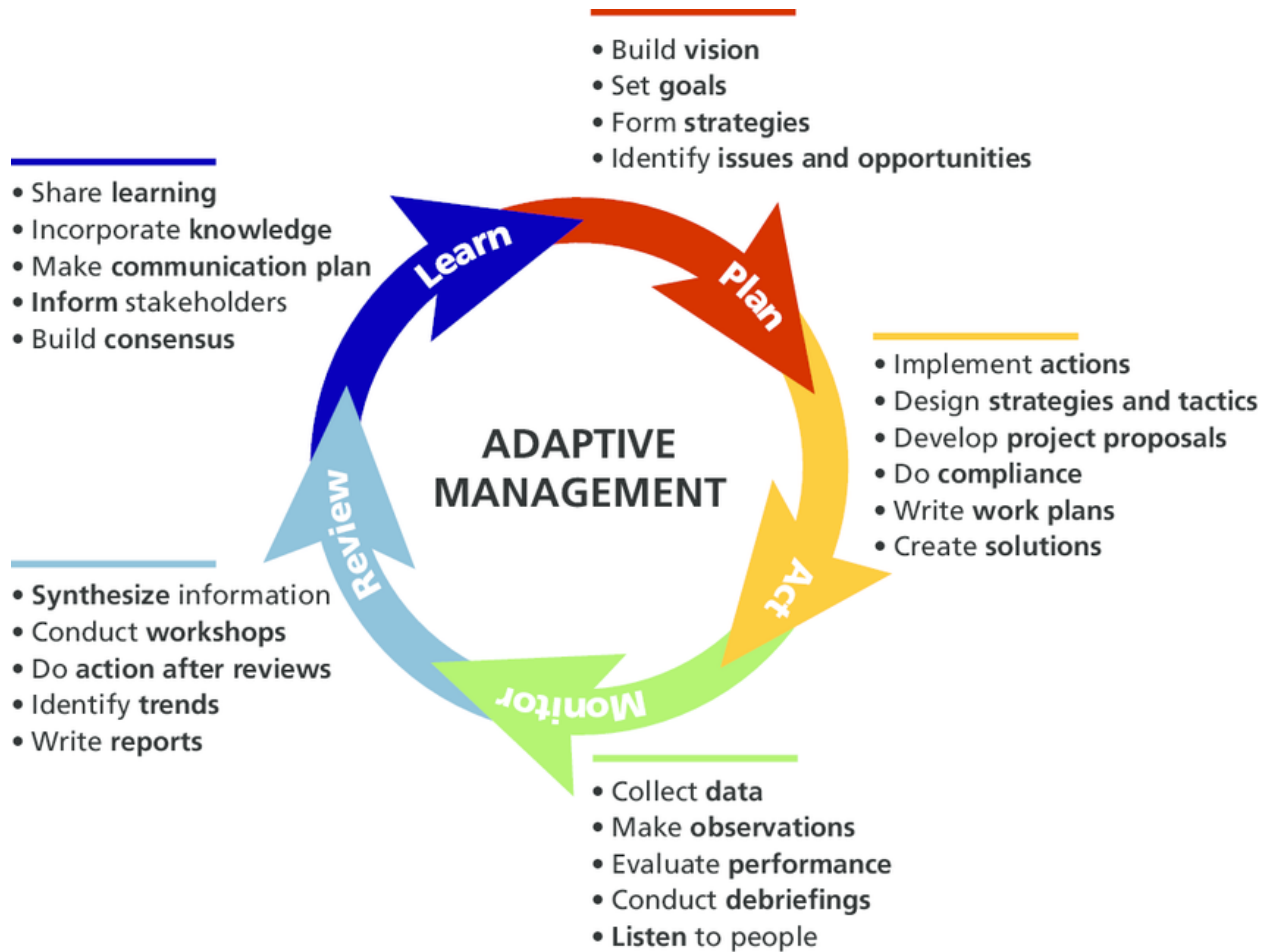 • Build vision
• Set goals
• Form strategies
• Identify issues and opportunities
• Share learning
• Incorporate knowledge
• Make communication plan
• Inform stakeholders
• Build consensus
Learn
Plan
• Implement actions
• Design strategies and tactics
• Develop project proposals
• Do compliance
• Write work plans
• Create solutions
ADAPTIVE
MANAGEMENT
Review
Act
Monitor
• Synthesize information
• Conduct workshops
• Do action after reviews
• Identify trends
• Write reports
• Collect data
• Make observations
• Evaluate performance
• Conduct debriefings
• Listen to people